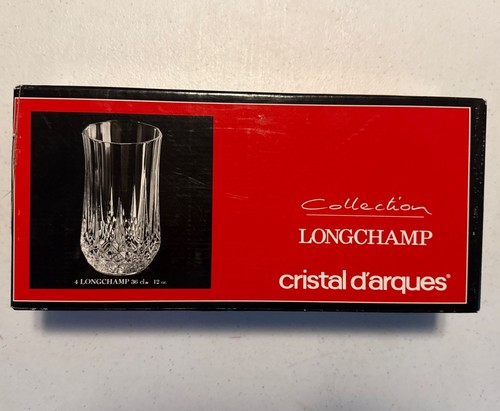 4 LONGCHAMP 36 cl. 12 oz.
Collection
LONGCHAMP
cristal d'arques®